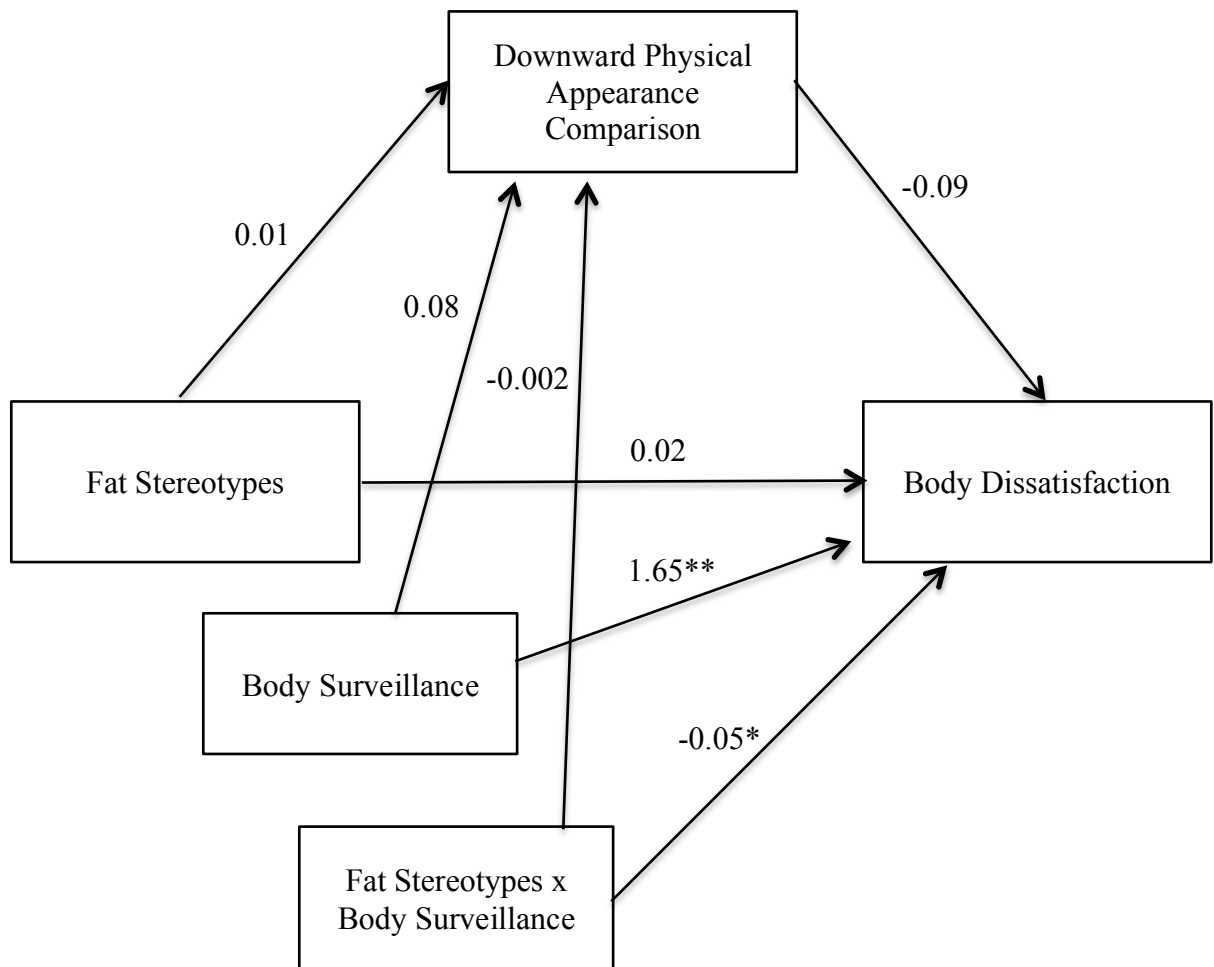 Downward Physical
Appearance
Comparison
-0.09
0.01
0.08
-0.002
Fat Stereotypes
0.02
Body Dissatisfaction
1.65**
Body Surveillance
-0.05*
Fat Stereotypes x
Body Surveillance